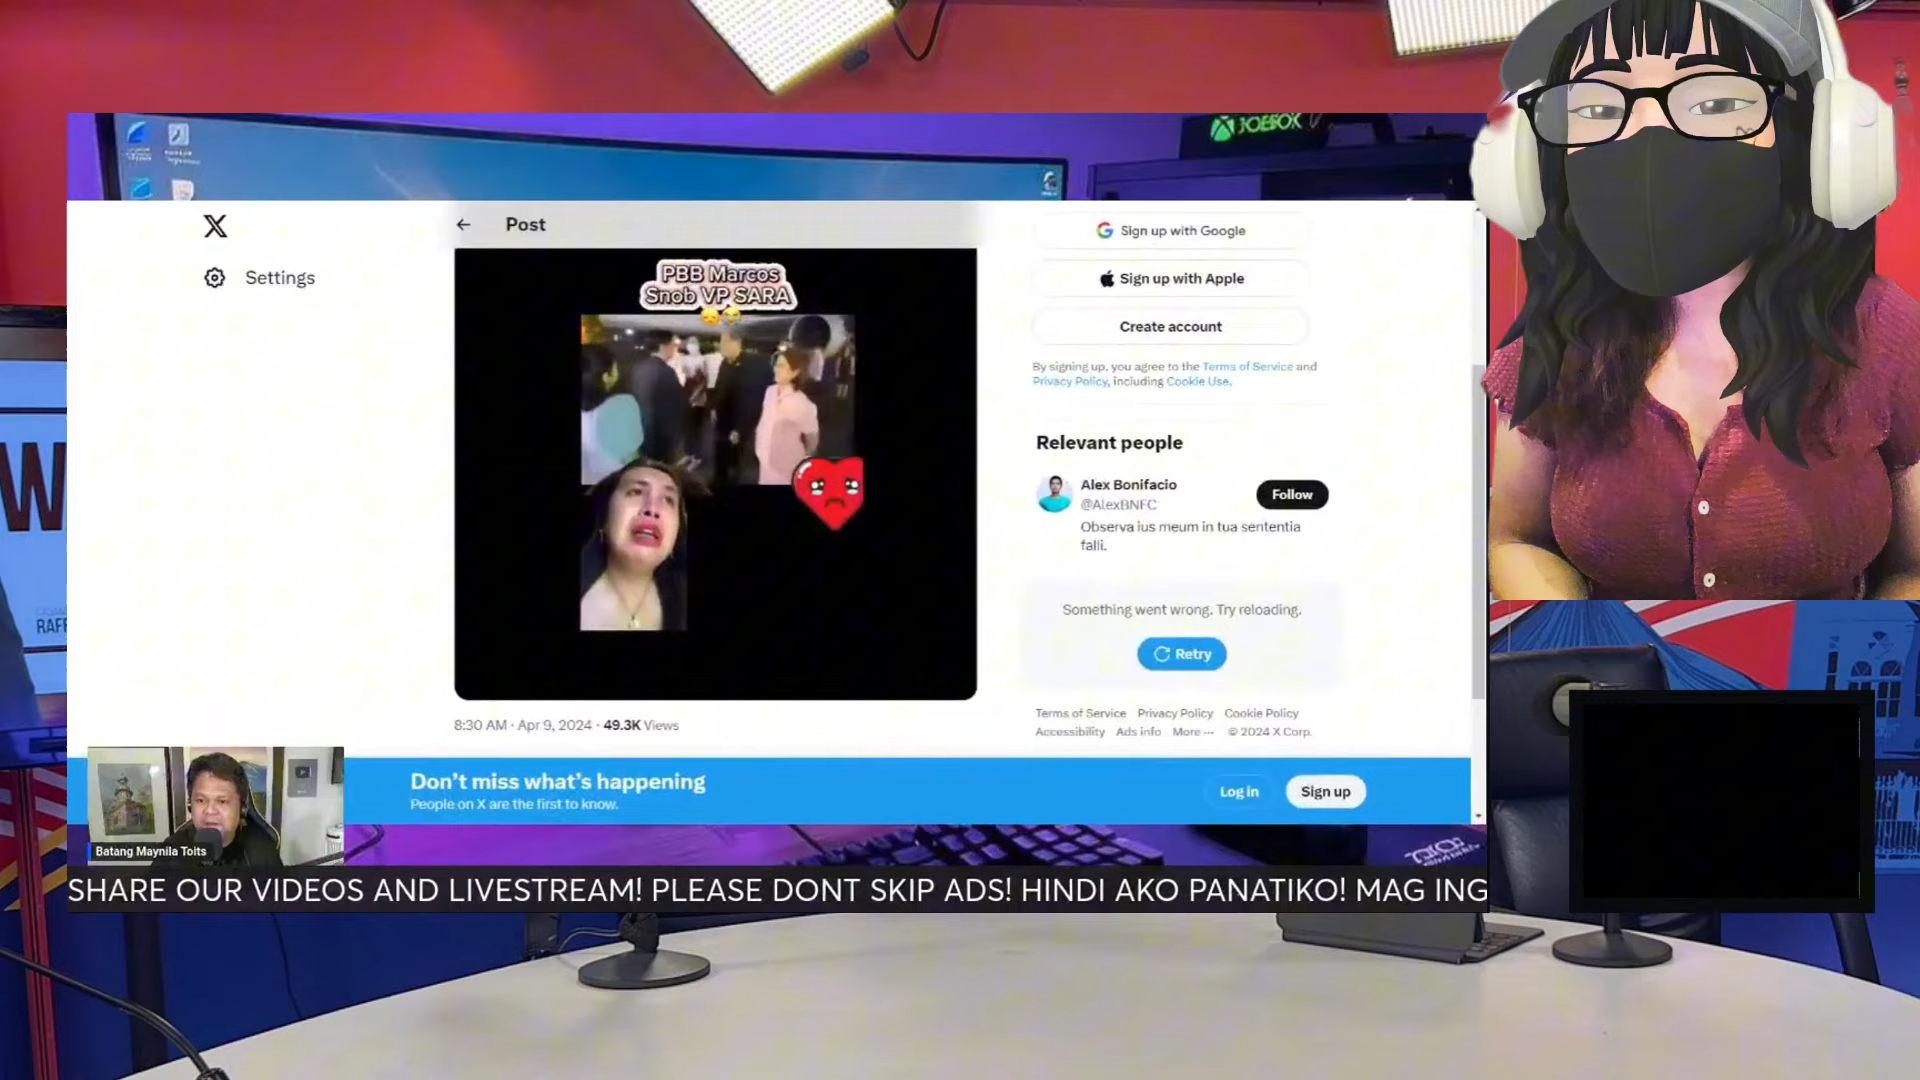 JOEBOX
Post
Settings
PBB Marcos
Snob VP SARA
8:30 AM · Apr 9, 2024 · 49.3K Views
Sign up with Google
Sign up with Apple
Create account
By signing up, you agree to the Terms of Service and
Privacy Policy, including Cookie Use.
Relevant people
Alex Bonifacio
@AlexBNFC
Follow
Observa ius meum in tua sententia
falli.
Something went wrong. Try reloading.
Retry
Terms of Service Privacy Policy Cookie Policy
Accessibility Ads info More ··· © 2024 X Corp.
Don’t miss what’s happening
People on X are the first to know.
Log in
Sign up
W
RAFF
Batang Maynila Toits
SHARE OUR VIDEOS AND LIVESTREAM! PLEASE DONT SKIP ADS! HINDI AKO PANATIKO! MAG ING